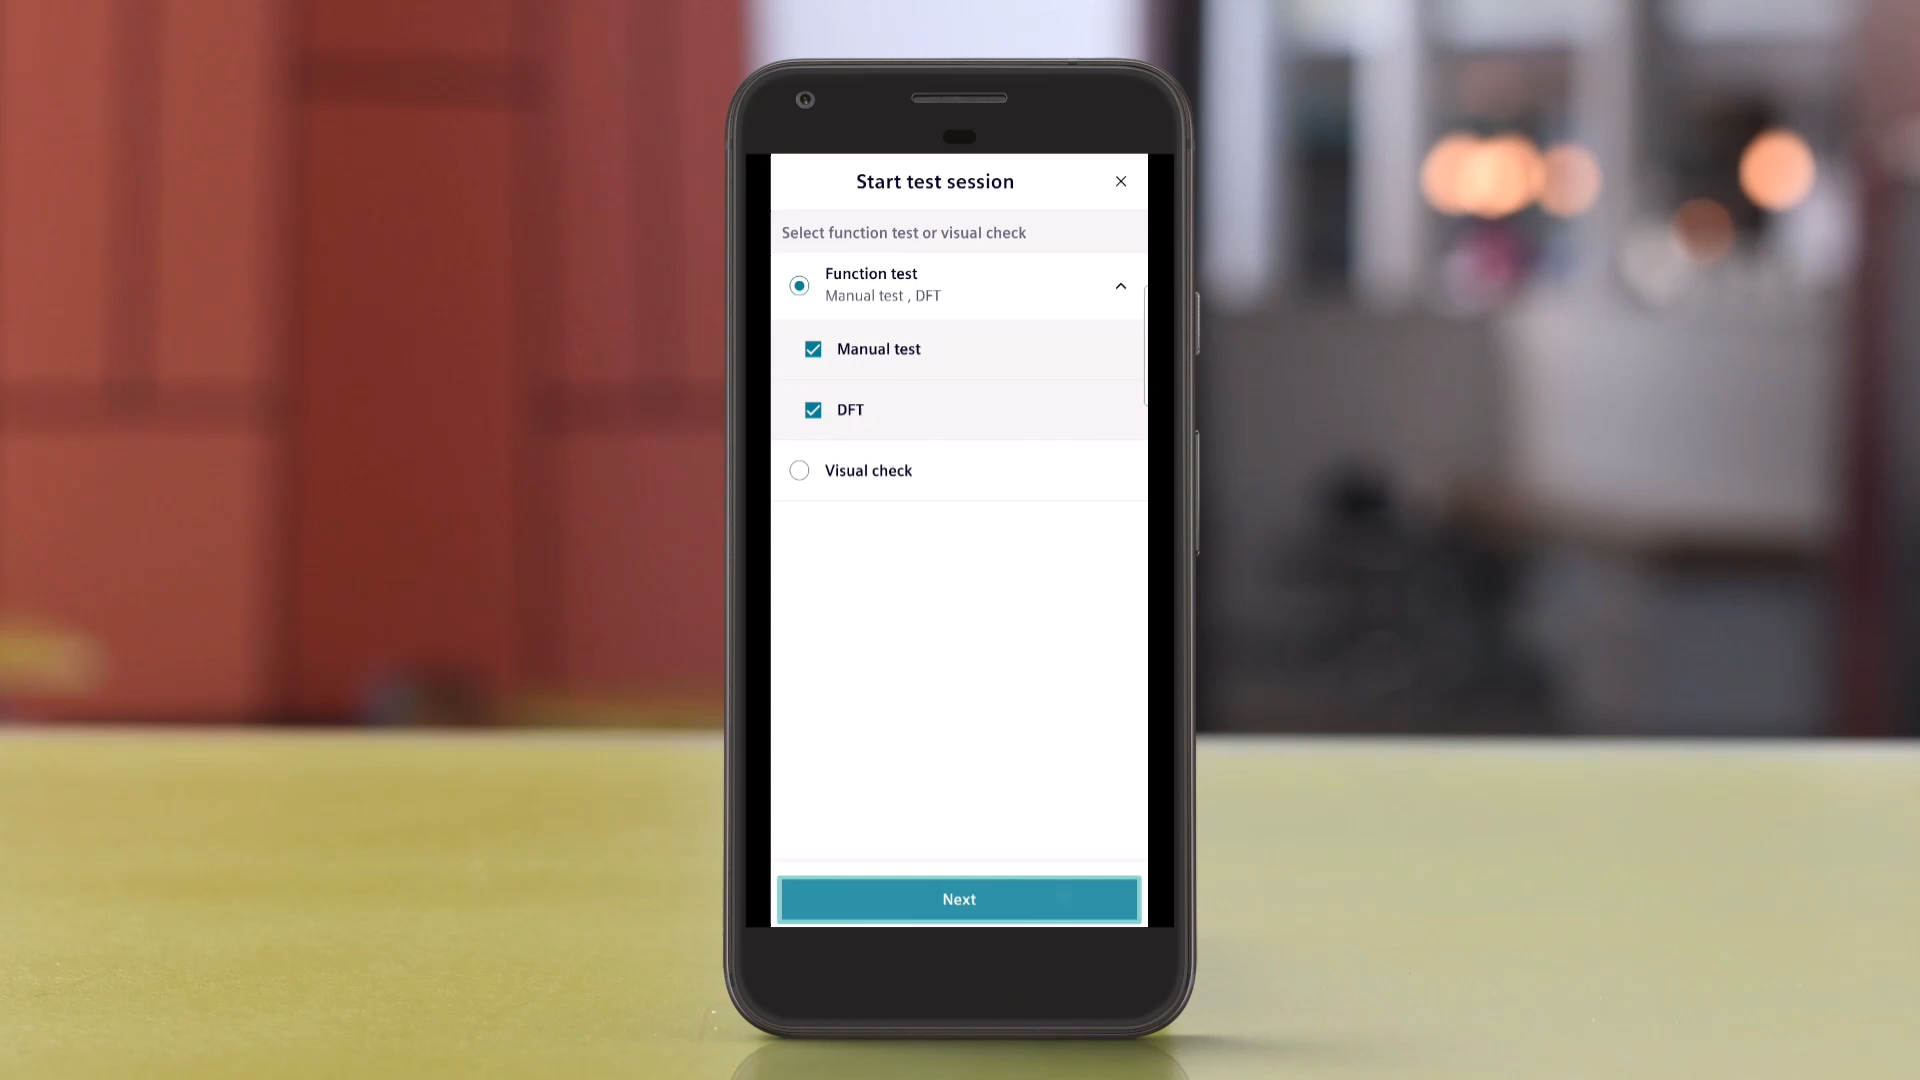 Start test session
Select function test or visual check
Function test
Manual test , DFT
Manual test
DFT
Visual check
Next